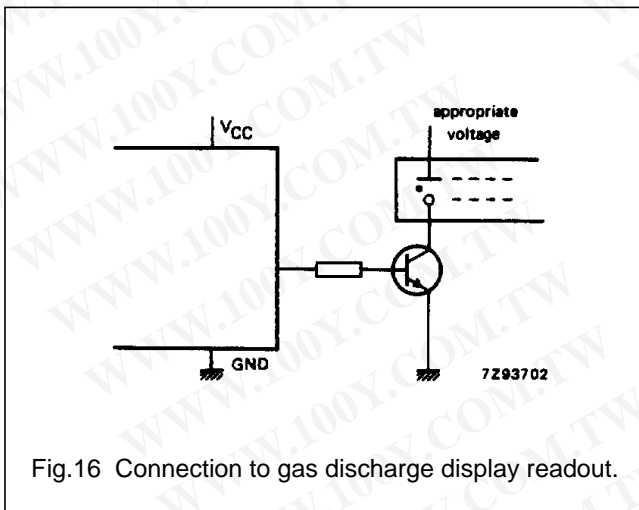 appropriate
voltage
VCC
GND
7Z93702
Fig.16 Connection to gas discharge display readout.
WWW.100Y.COM.TW